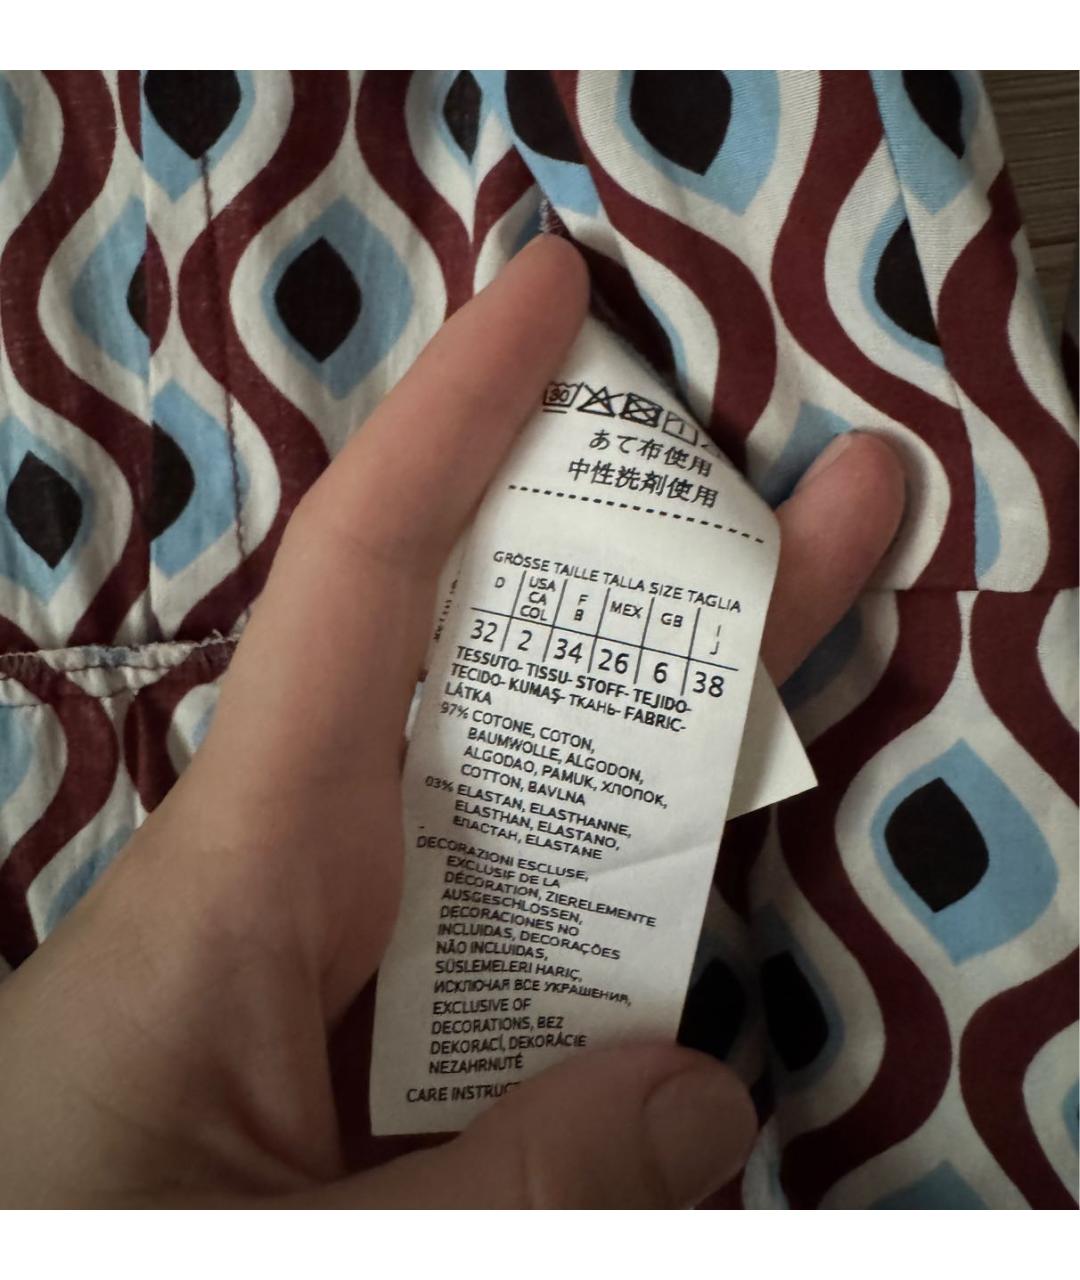 30
あて布使用
中性洗剤使用
GRÖSSE TAILLE TALLA SIZE TAGLIA
D USA CA COL F B MEX GB I J
32 2 34 26 6 38
TESSUTO- TISSU- STOFF- TEJIDO-
TECIDO- KUMAŞ- ТКАНЬ- FABRIC-
LÁTKA
97% COTONE, COTON,
BAUMWOLLE, ALGODON,
ALGODAO, PAMUK, ХЛОПОК,
COTTON, BAVLNA
03% ELASTAN, ELASTHANNE,
ELASTHAN, ELASTANO,
ЕПАСТАН, ELASTANE
DECORAZIONI ESCLUSE,
EXCLUSIF DE LA
DÉCORATION, ZIERELEMENTE
AUSGESCHLOSSEN,
DECORACIONES NO
INCLUIDAS, DECORAÇÕES
NÃO INCLUIDAS,
SÜSLEMELERI HARIÇ,
ИСКЛЮЧАЯ ВСЕ УКРАШЕНИЯ,
EXCLUSIVE OF
DECORATIONS, BEZ
DEKORACÍ, DEKORÁCIE
NEZAHRNUTÉ
CARE